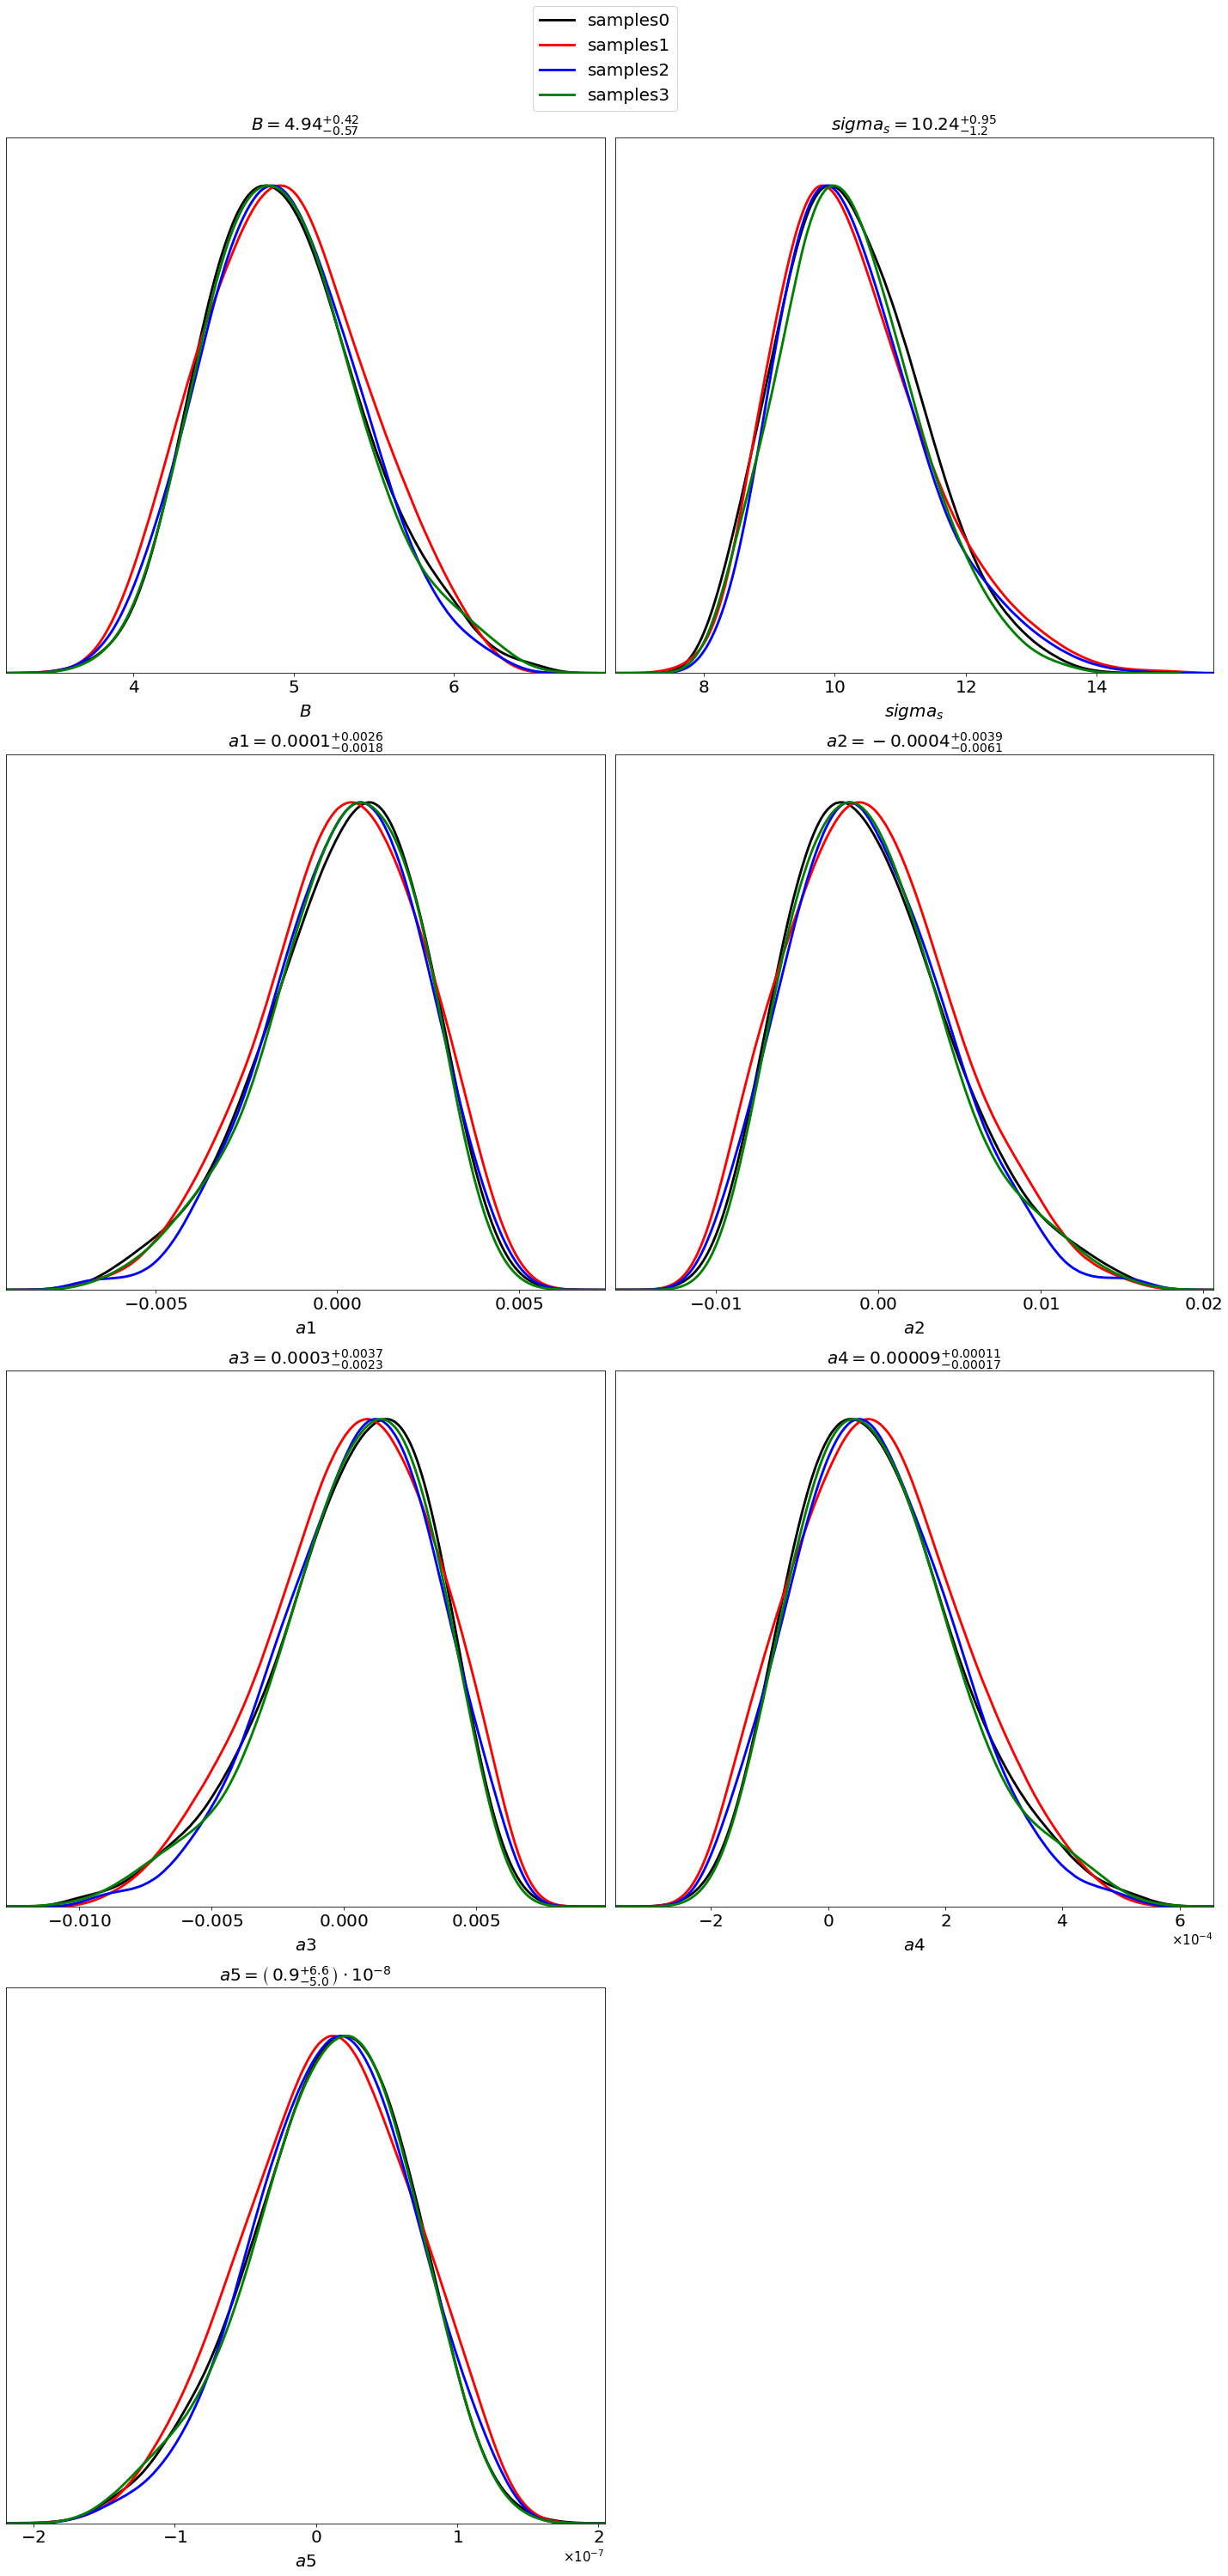 samples0
samples1
samples2
samples3
B = 4.94^{+0.42}_{-0.57}
sigma_s = 10.24^{+0.95}_{-1.2}
4 5 6
8 10 12 14
B
sigma_s
a1 = 0.0001^{+0.0026}_{-0.0018}
a2 = −0.0004^{+0.0039}_{-0.0061}
−0.005 0.000 0.005
−0.01 0.00 0.01 0.02
a1
a2
a3 = 0.0003^{+0.0037}_{-0.0023}
a4 = 0.00009^{+0.00011}_{-0.00017}
−0.010 −0.005 0.000 0.005
−2 0 2 4 6
×10^{−4}
a3
a4
a5 = (0.9^{+6.6}_{-5.0}) · 10^{−8}
−2 −1 0 1 2
×10^{−7}
a5